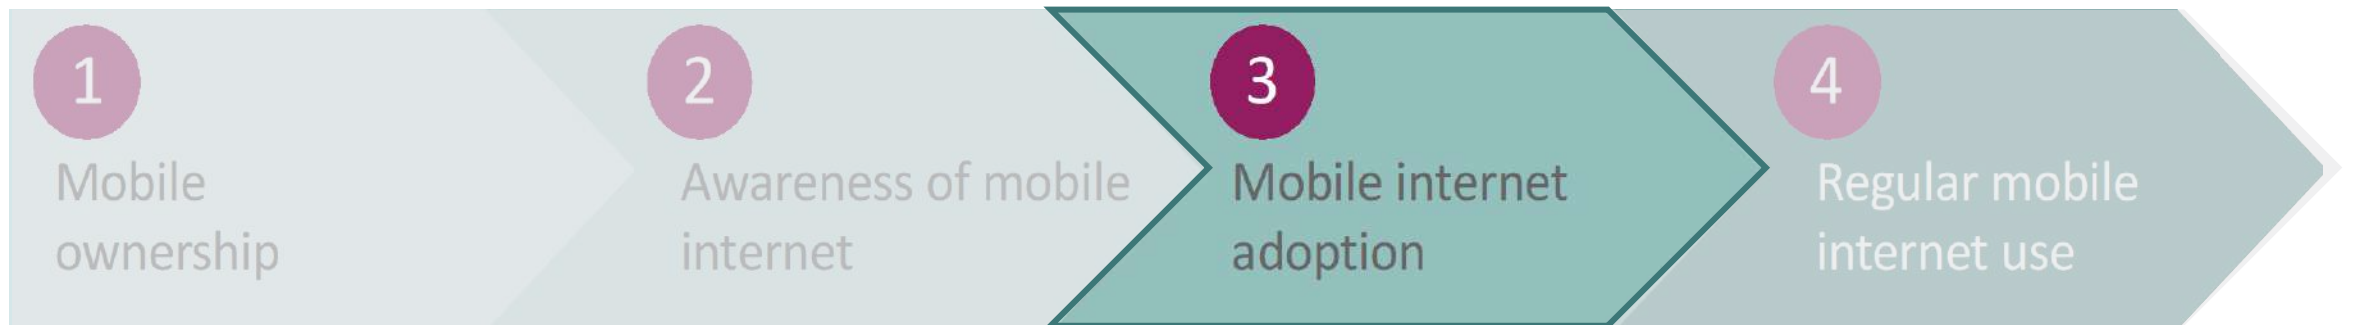 1
Mobile
ownership
2
Awareness of mobile
internet
3
Mobile internet
adoption
4
Regular mobile
internet use